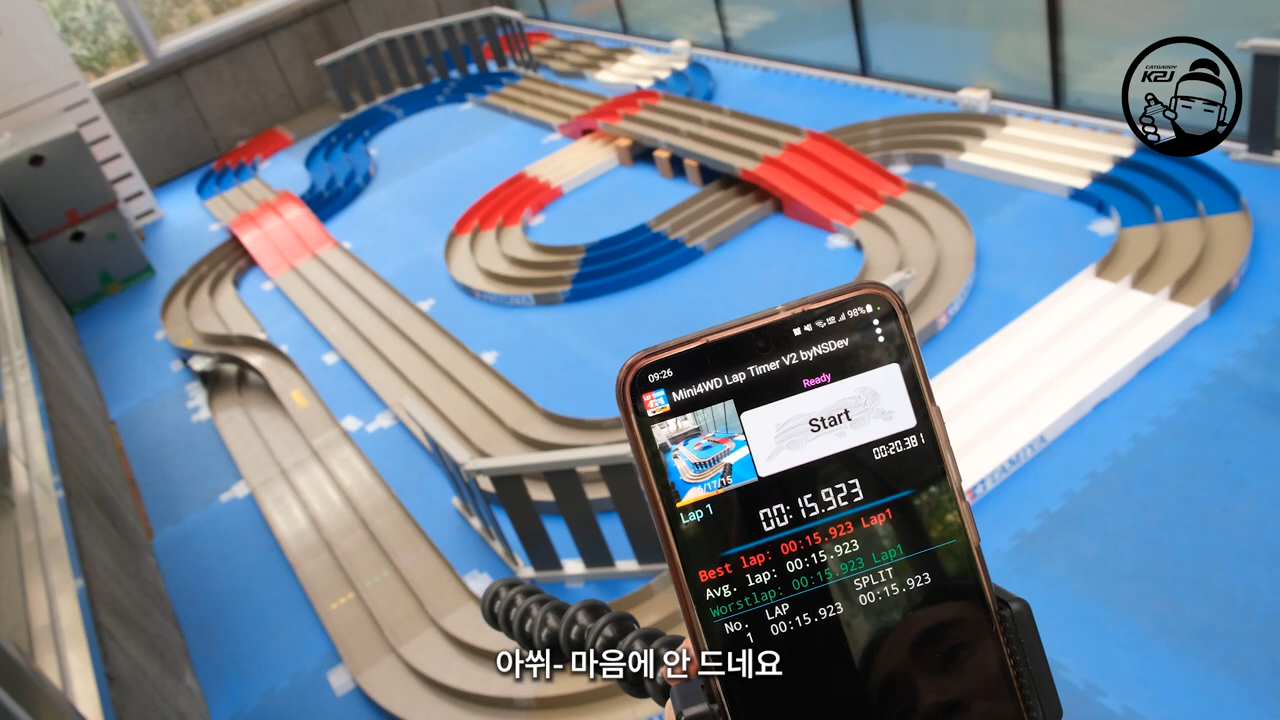 CATDADDY
K2J
09:26
98%
Mini4WD Lap Timer V2 byNSDev
Ready
Start
00:20.381
Lap 1
00:15.923
Best lap: 00:15.923 Lap1
Avg. lap: 00:15.923
Worstlap: 00:15.923 Lap1
No. LAP SPLIT
1 00:15.923 00:15.923
TAMIYA
아쒸- 마음에 안 드네요